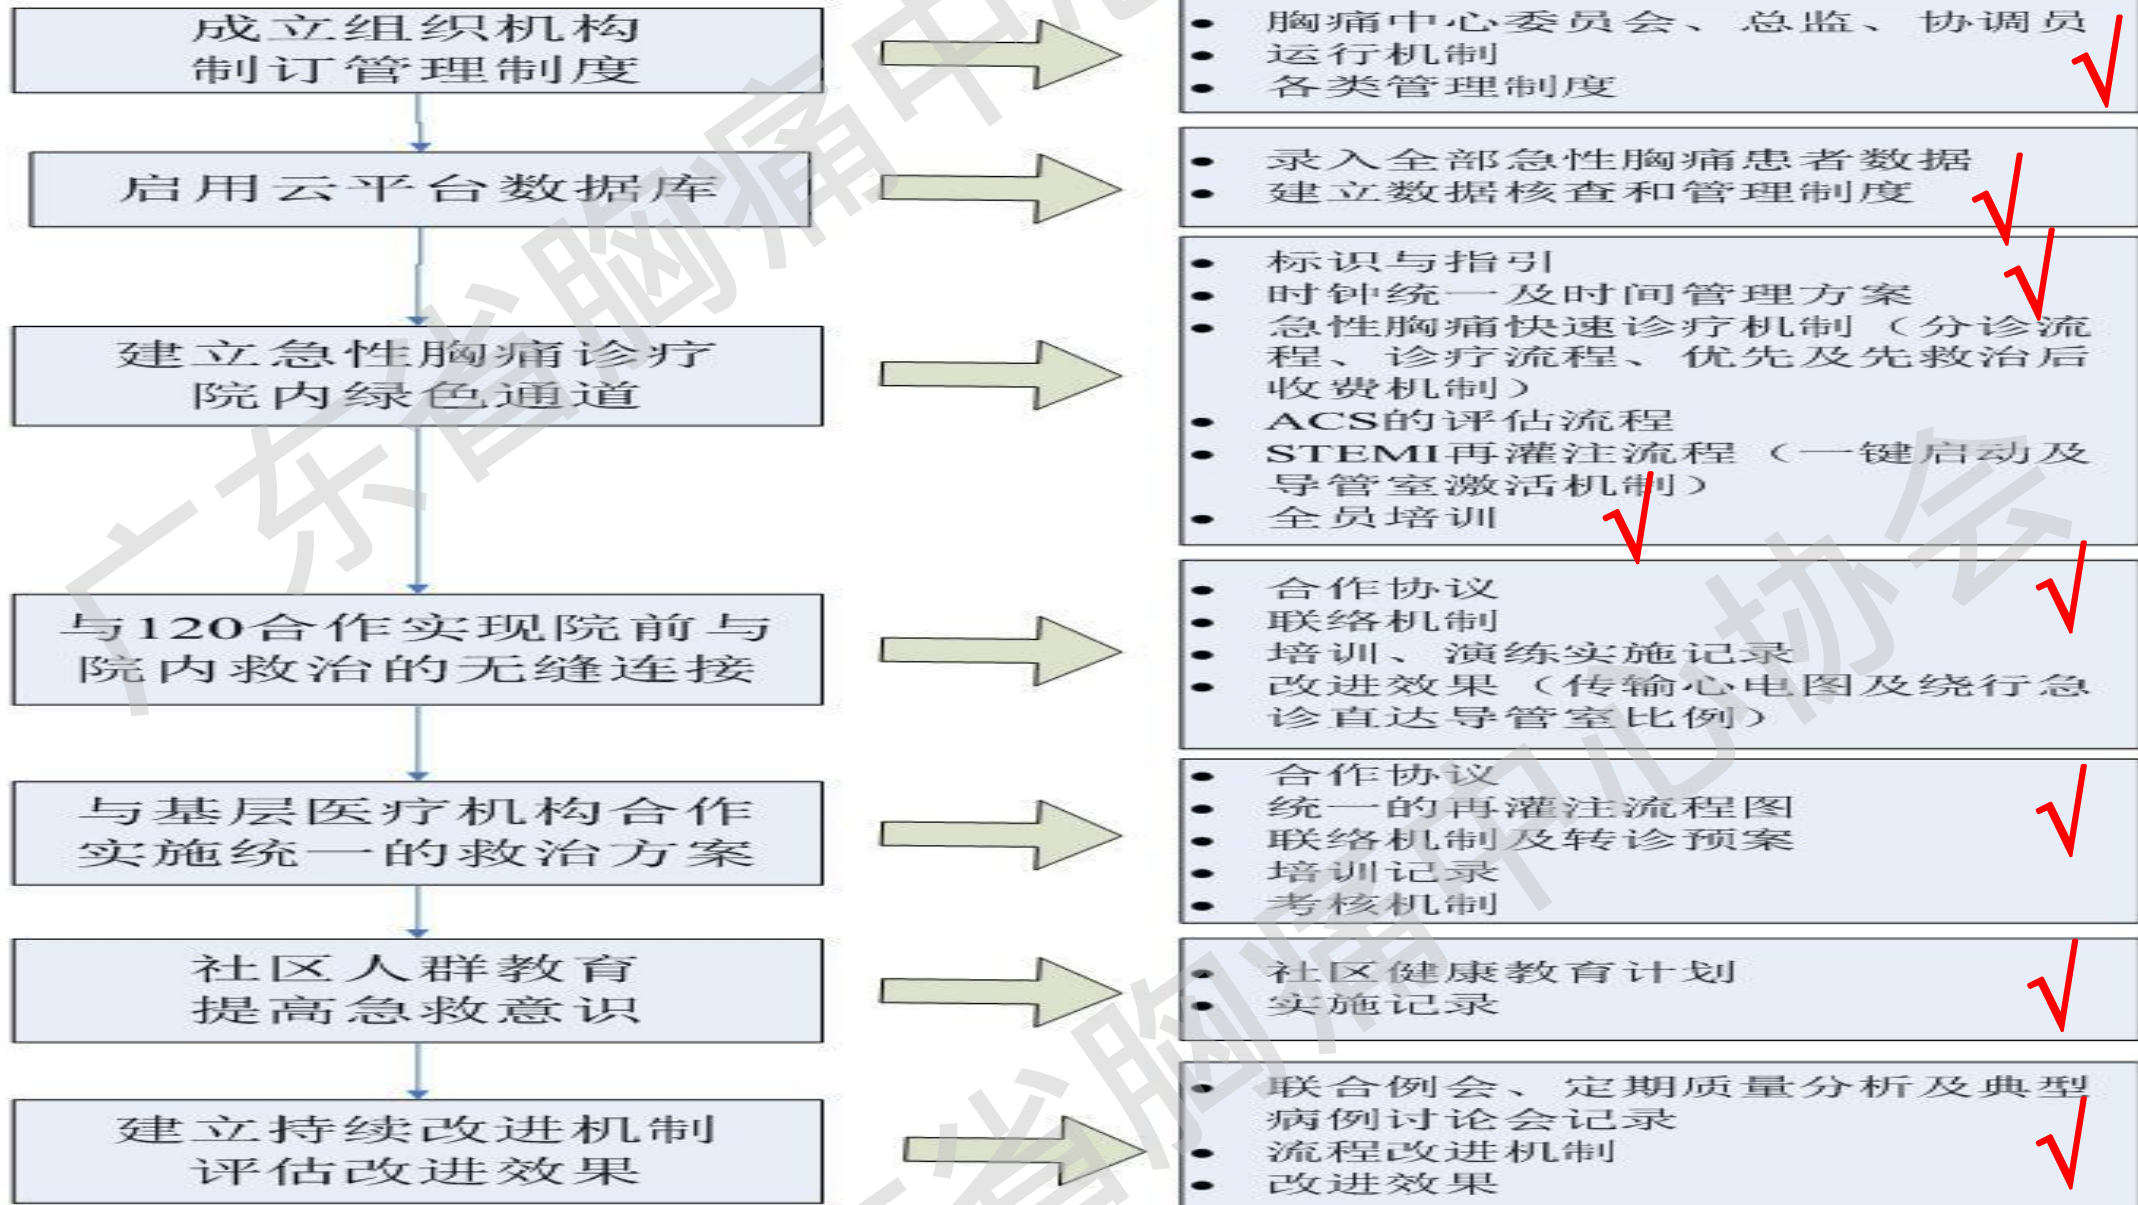 成立组织机构
制订管理制度
• 胸痛中心委员会、总监、协调员
• 运行机制
• 各类管理制度
√
启用云平台数据库
• 录入全部急性胸痛患者数据
• 建立数据核查和管理制度
√
建立急性胸痛诊疗
院内绿色通道
• 标识与指引
• 时钟统一及时间管理方案
• 急性胸痛快速诊疗机制（分诊流
程、诊疗流程、优先及先救治后
收费机制）
• ACS的评估流程
• STEMI再灌注流程（一键启动及
导管室激活机制）
• 全员培训
√
√
与120合作实现院前与
院内救治的无缝连接
• 合作协议
• 联络机制
• 培训、演练实施记录
• 改进效果（传输心电图及绕行急
诊直达导管室比例）
√
与基层医疗机构合作
实施统一的救治方案
• 合作协议
• 统一的再灌注流程图
• 联络机制及转诊预案
• 培训记录
• 考核机制
√
社区人群教育
提高急救意识
• 社区健康教育计划
• 实施记录
√
建立持续改进机制
评估改进效果
• 联合例会、定期质量分析及典型
病例讨论会记录
• 流程改进机制
• 改进效果
√
广东省胸痛中心
省胸痛中心协会